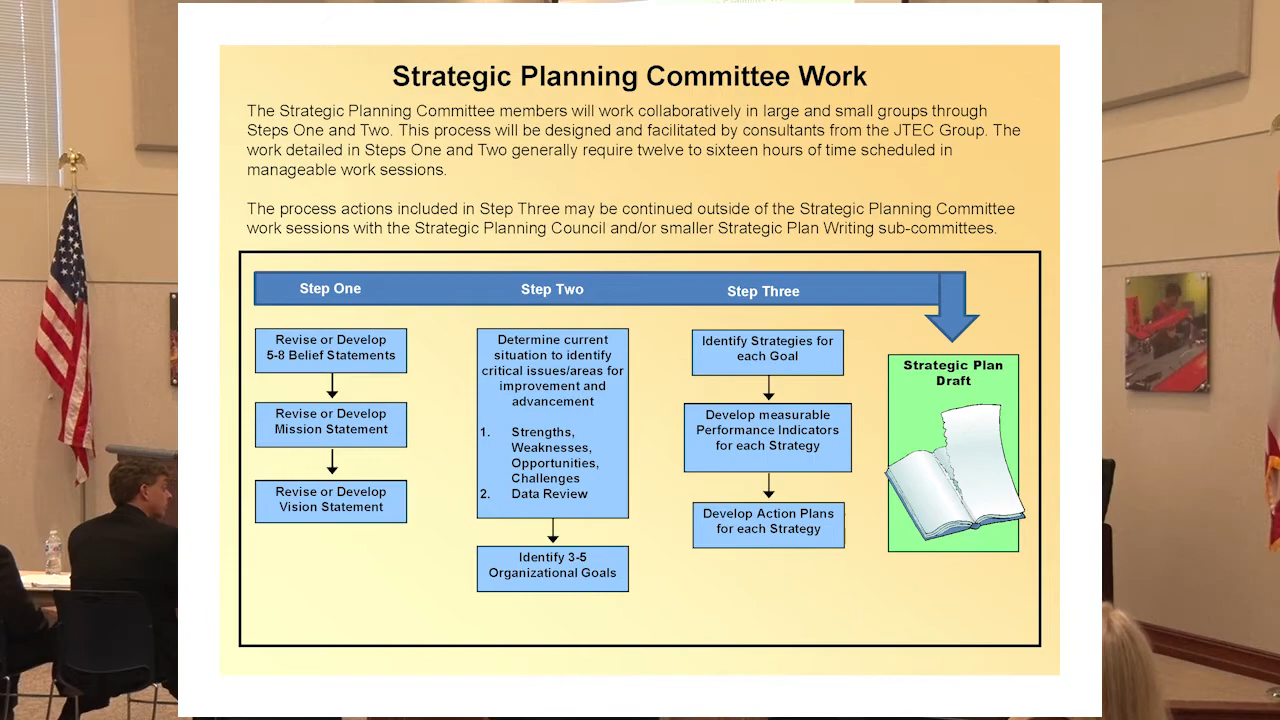 Strategic Planning Committee Work
The Strategic Planning Committee members will work collaboratively in large and small groups through
Steps One and Two. This process will be designed and facilitated by consultants from the JTEC Group. The
work detailed in Steps One and Two generally require twelve to sixteen hours of time scheduled in
manageable work sessions.
The process actions included in Step Three may be continued outside of the Strategic Planning Committee
work sessions with the Strategic Planning Council and/or smaller Strategic Plan Writing sub-committees.
Step One
Revise or Develop
5-8 Belief Statements
Revise or Develop
Mission Statement
Revise or Develop
Vision Statement
Step Two
Determine current
situation to identify
critical issues/areas for
improvement and
advancement
1. Strengths,
Weaknesses,
Opportunities,
Challenges
2. Data Review
Identify 3-5
Organizational Goals
Step Three
Identify Strategies for
each Goal
Develop measurable
Performance Indicators
for each Strategy
Develop Action Plans
for each Strategy
Strategic Plan
Draft